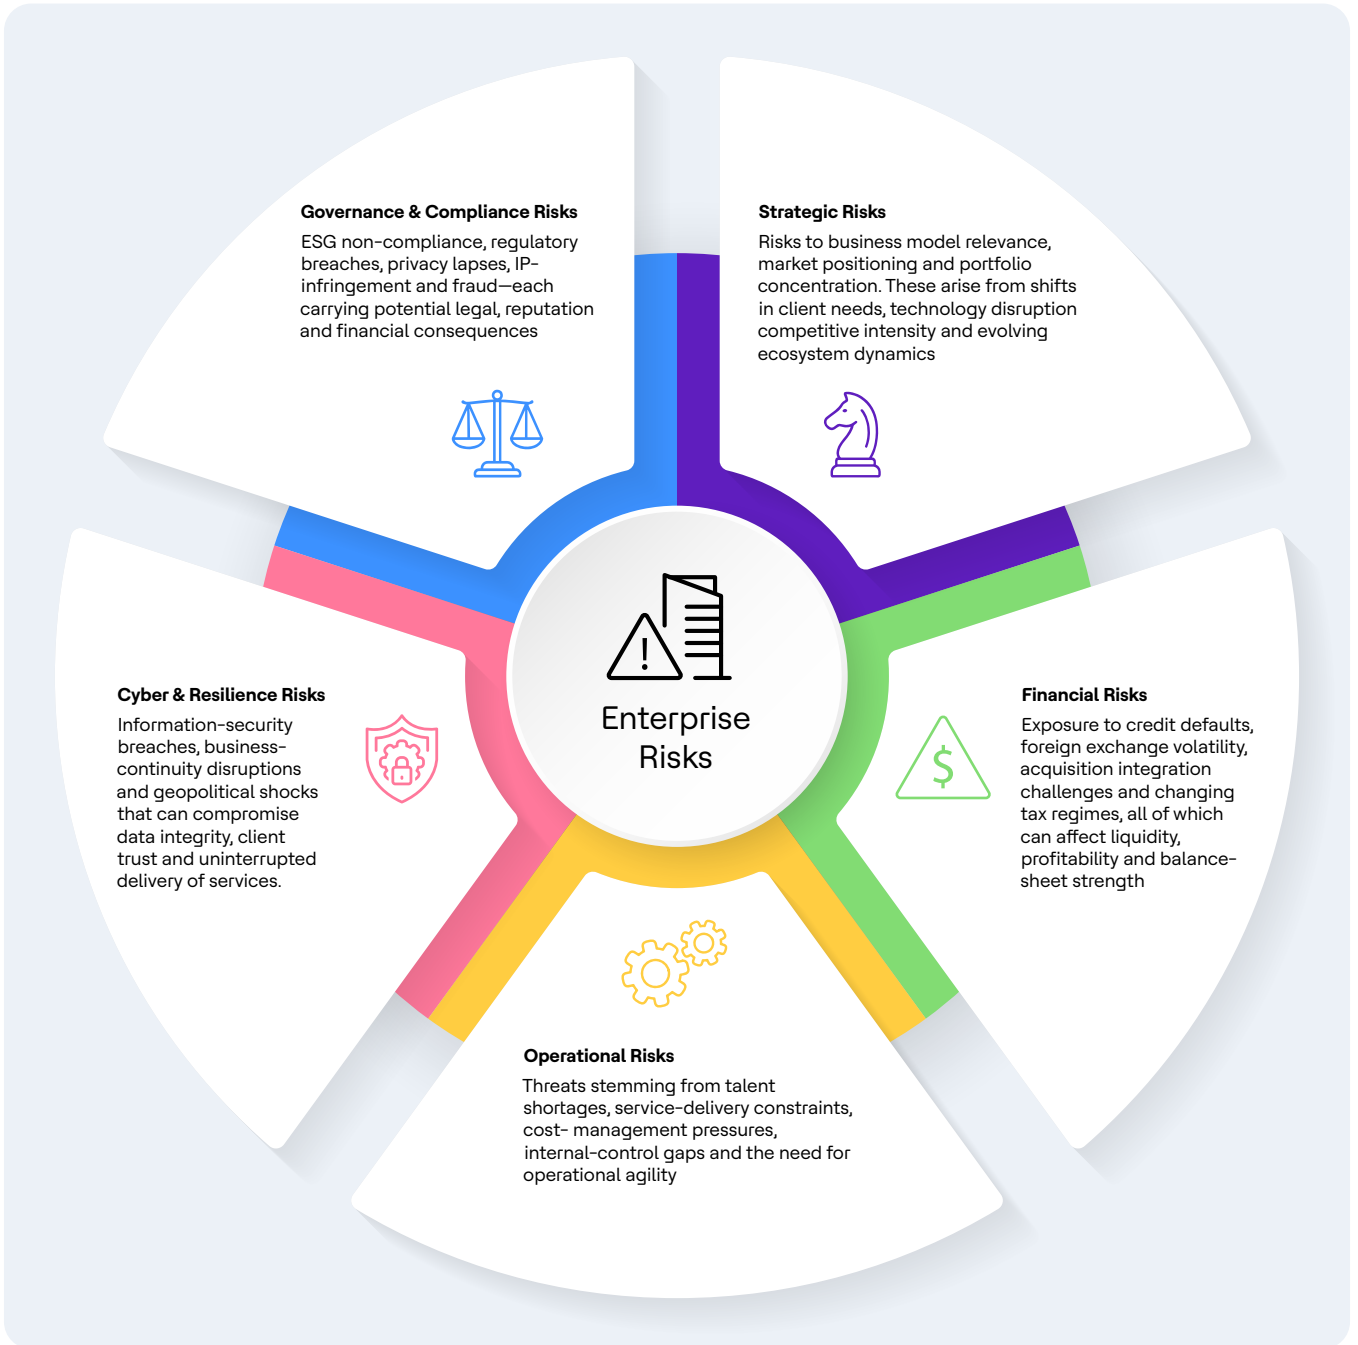 Governance & Compliance Risks
ESG non-compliance, regulatory
breaches, privacy lapses, IP-
infringement and fraud—each
carrying potential legal, reputation
and financial consequences
Strategic Risks
Risks to business model relevance,
market positioning and portfolio
concentration. These arise from shifts
in client needs, technology disruption
competitive intensity and evolving
ecosystem dynamics
Cyber & Resilience Risks
Information-security
breaches, business-
continuity disruptions
and geopolitical shocks
that can compromise
data integrity, client
trust and uninterrupted
delivery of services.
!
Enterprise
Risks
$
Financial Risks
Exposure to credit defaults,
foreign exchange volatility,
acquisition integration
challenges and changing
tax regimes, all of which
can affect liquidity,
profitability and balance-
sheet strength
Operational Risks
Threats stemming from talent
shortages, service-delivery constraints,
cost- management pressures,
internal-control gaps and the need for
operational agility